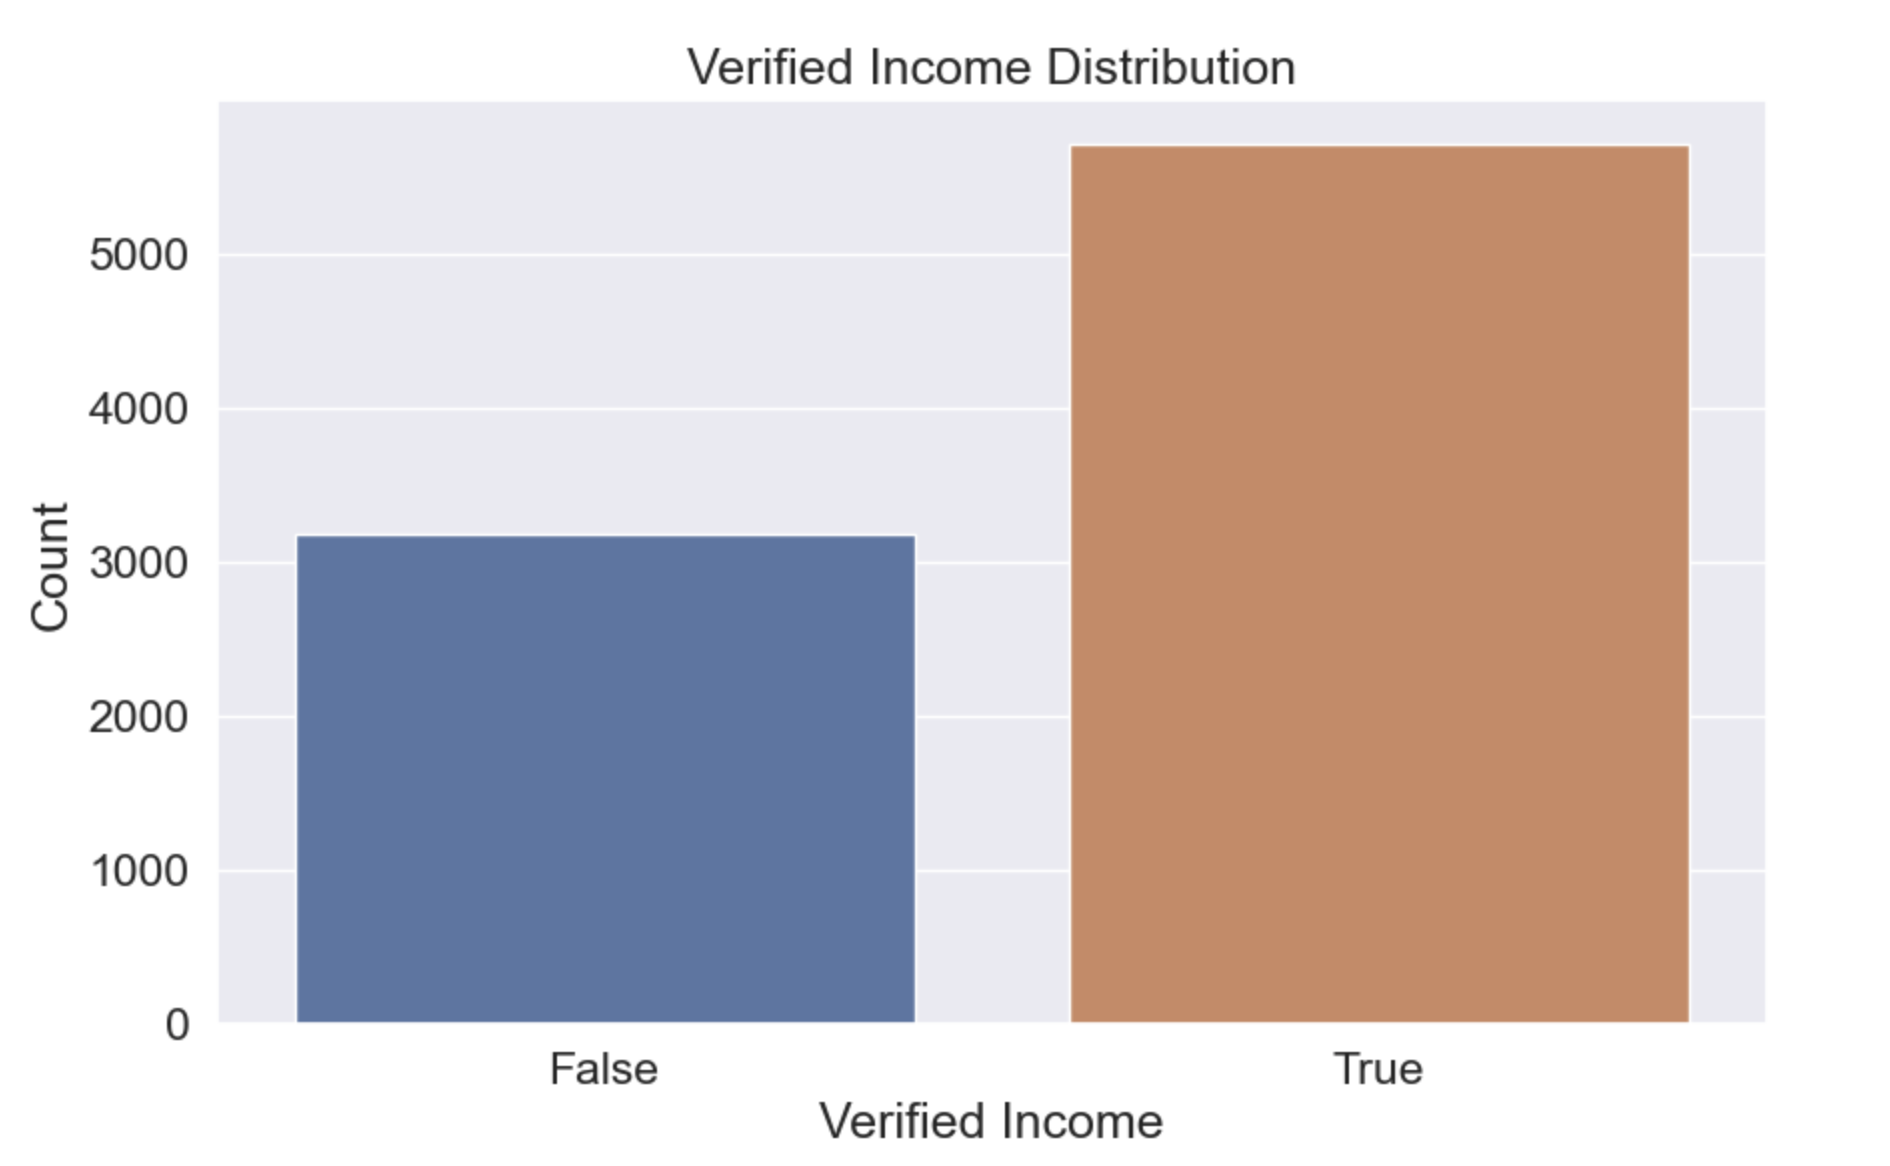 Verified Income Distribution
5000
4000
3000
2000
1000
0
Count
False True
Verified Income